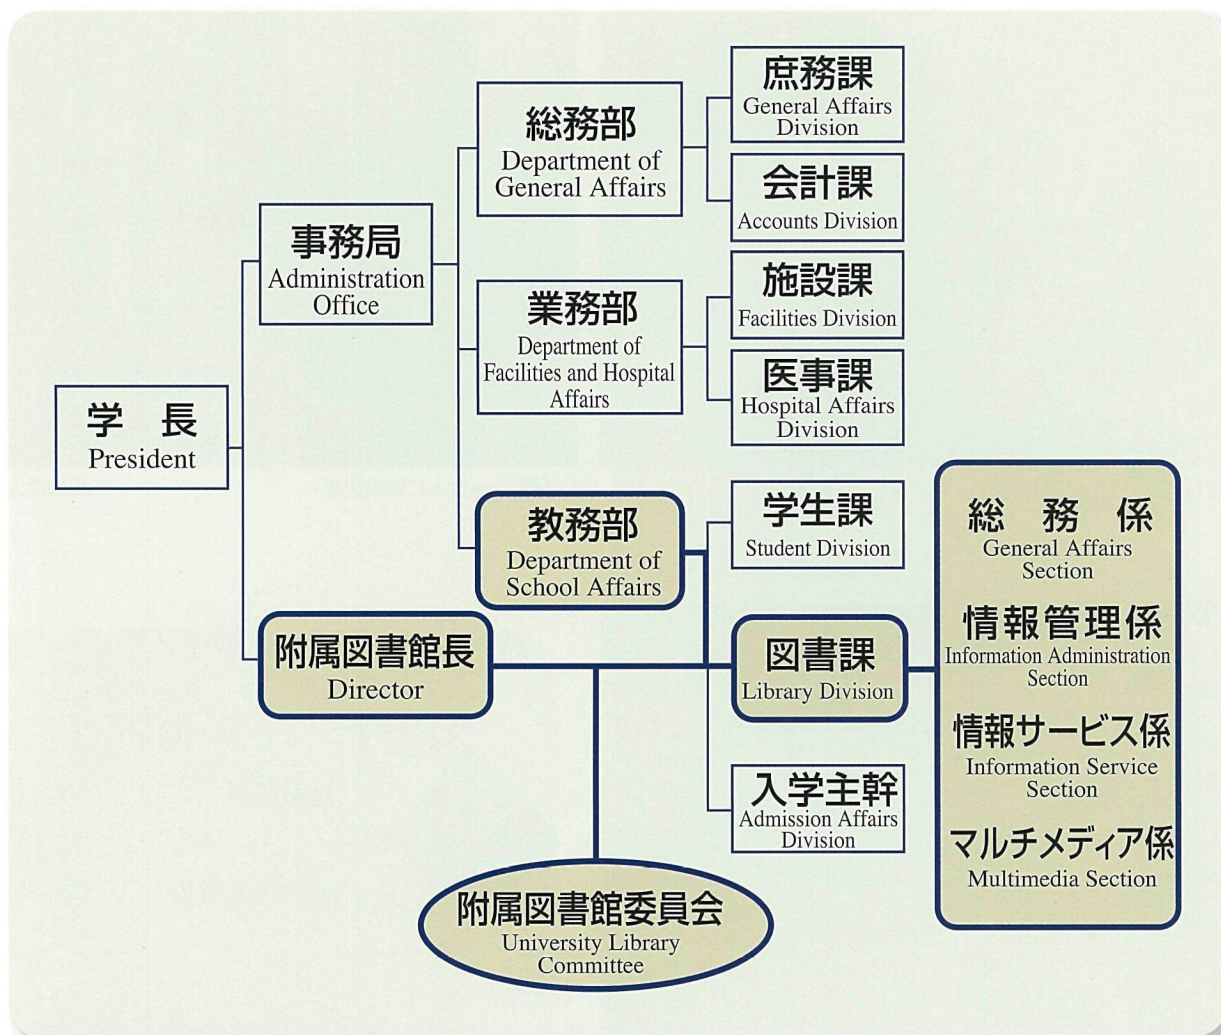 学 長
President
事務局
Administration
Office
総務部
Department of
General Affairs
庶務課
General Affairs
Division
会計課
Accounts Division
業務部
Department of
Facilities and Hospital
Affairs
施設課
Facilities Division
医事課
Hospital Affairs
Division
教務部
Department of
School Affairs
学生課
Student Division
附属図書館長
Director
図書課
Library Division
入学主幹
Admission Affairs
Division
総 務 係
General Affairs
Section
情報管理係
Information Administration
Section
情報サービス係
Information Service
Section
マルチメディア係
Multimedia Section
附属図書館委員会
University Library
Committee